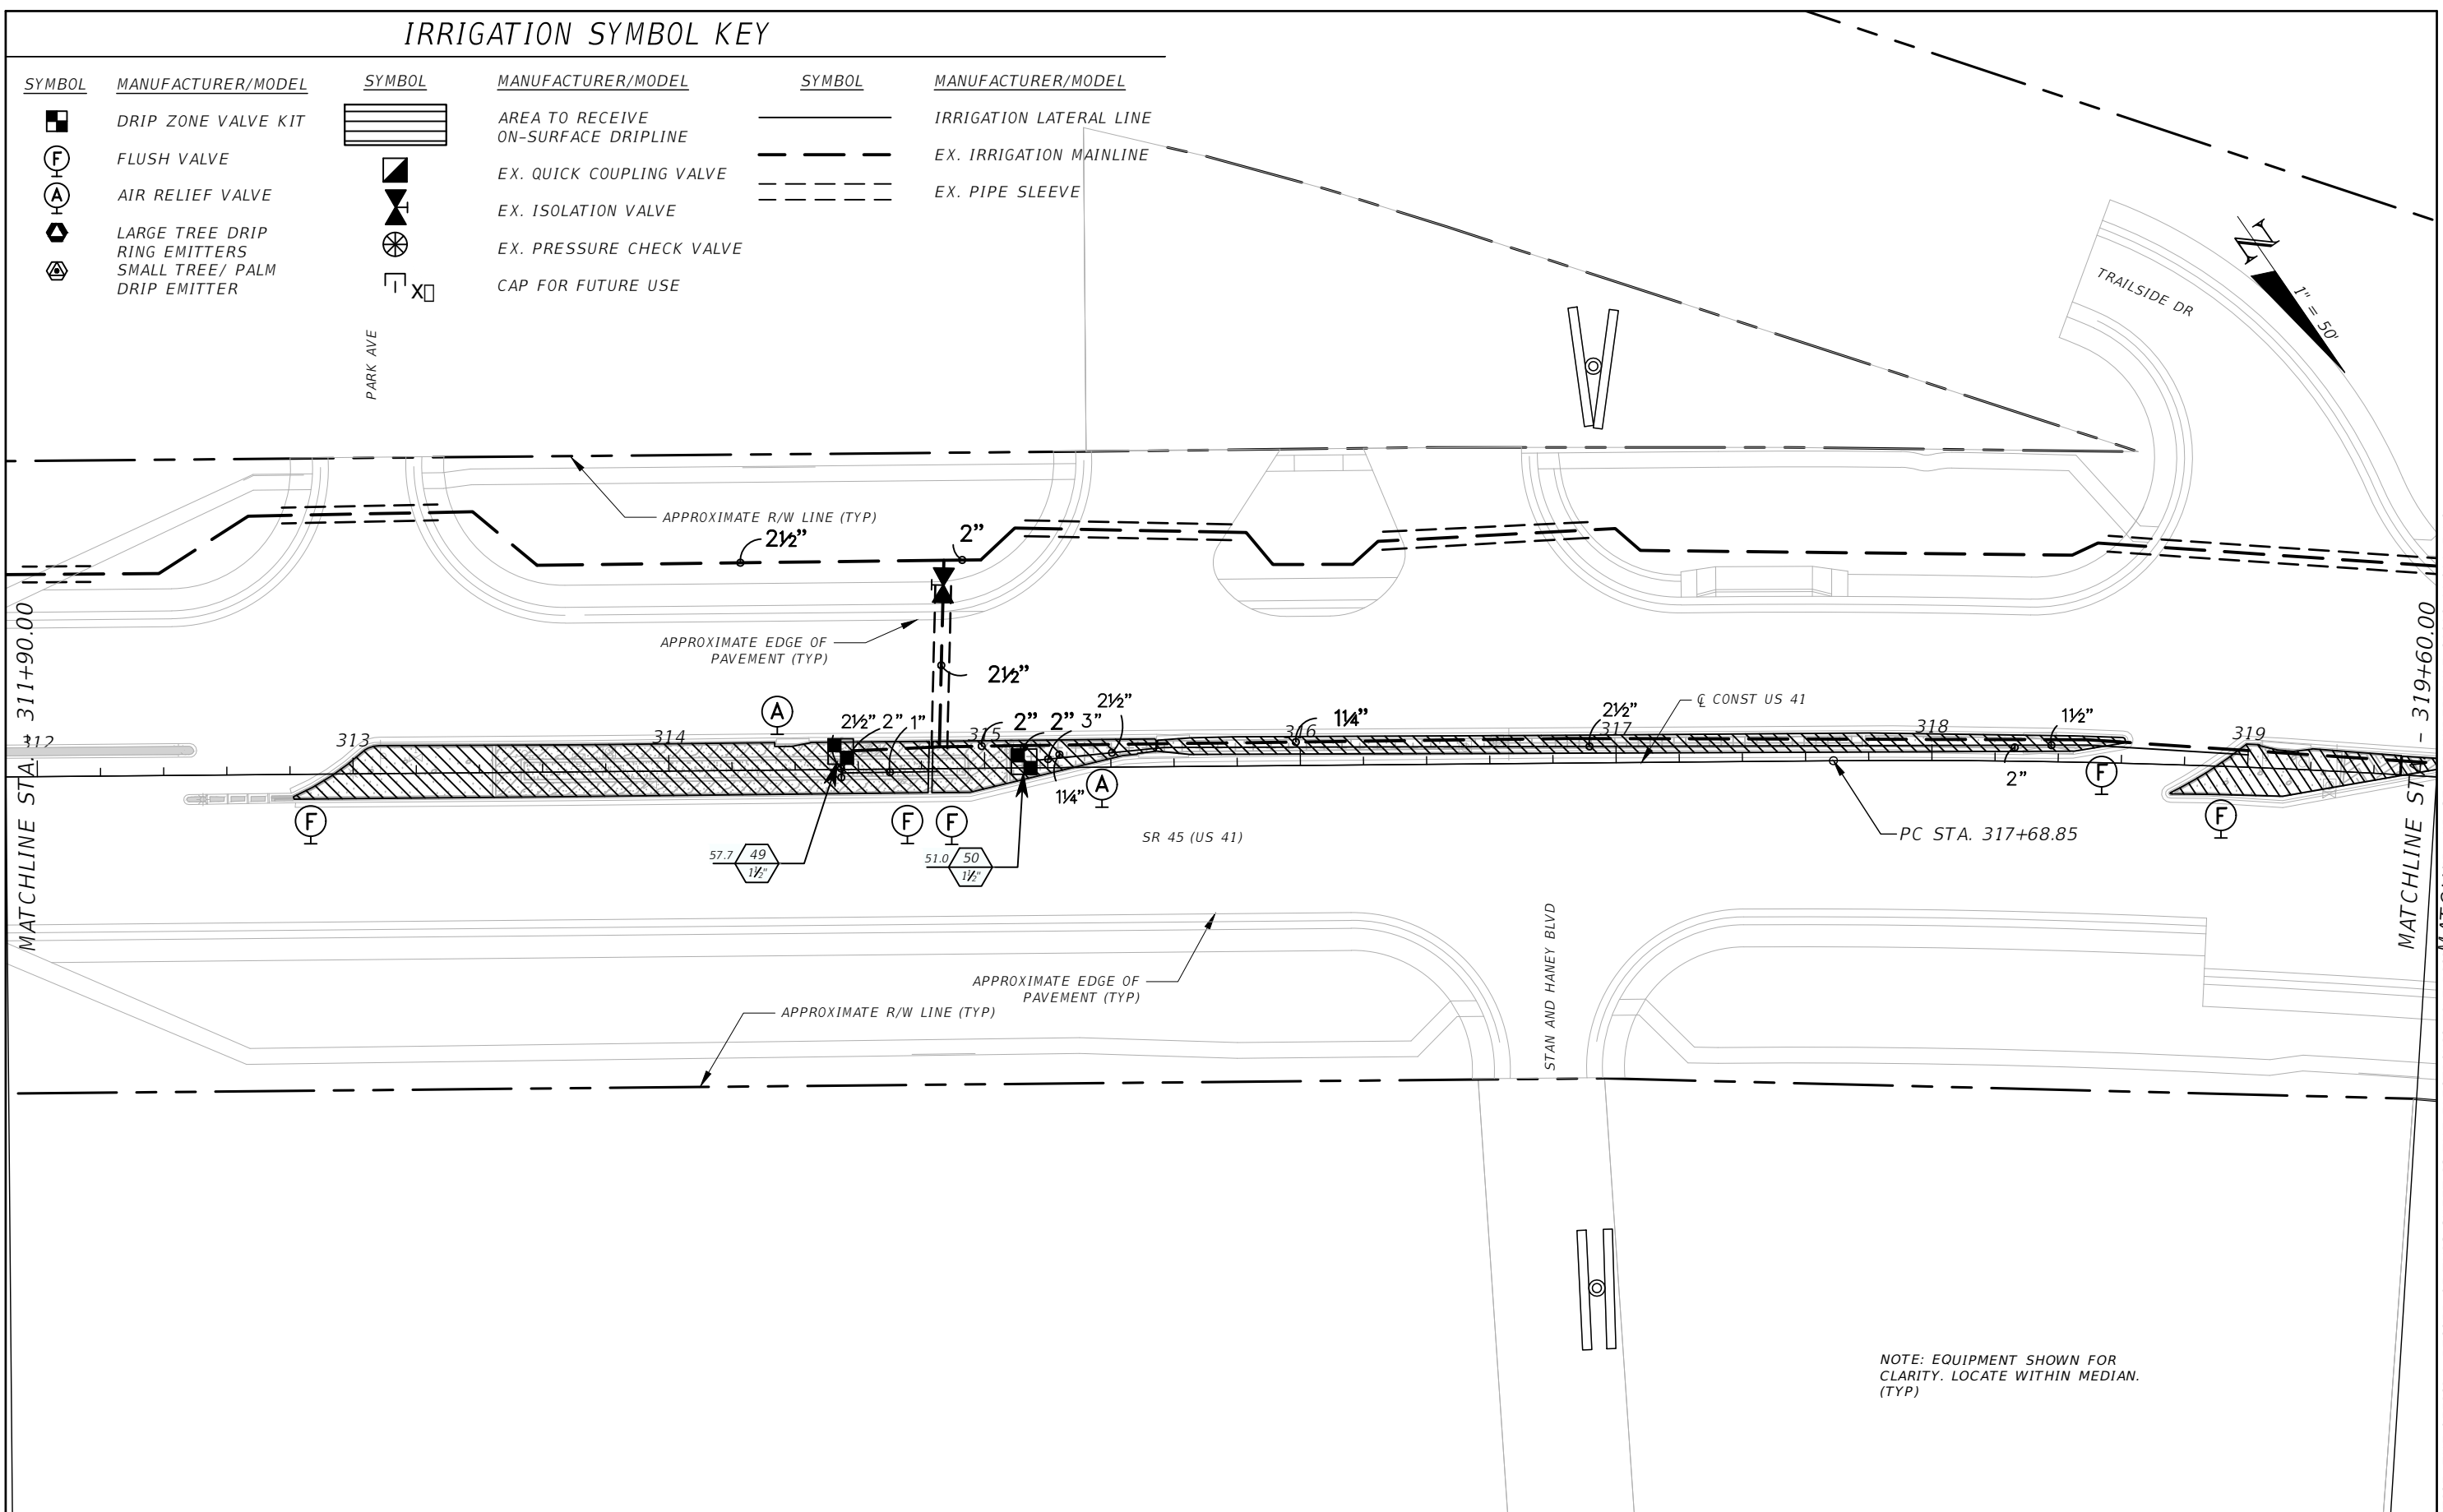 IRRIGATION SYMBOL KEY
SYMBOL
MANUFACTURER/MODEL
DRIP ZONE VALVE KIT
F
FLUSH VALVE
A
AIR RELIEF VALVE
LARGE TREE DRIP
RING EMITTERS
SMALL TREE/ PALM
DRIP EMITTER
SYMBOL
MANUFACTURER/MODEL
AREA TO RECEIVE
ON-SURFACE DRIPLINE
EX. QUICK COUPLING VALVE
EX. ISOLATION VALVE
EX. PRESSURE CHECK VALVE
X
CAP FOR FUTURE USE
SYMBOL
MANUFACTURER/MODEL
IRRIGATION LATERAL LINE
EX. IRRIGATION MAINLINE
EX. PIPE SLEEVE
TRAILSIDE DR
N
1" = 50'
PARK AVE
APPROXIMATE R/W LINE (TYP)
2½”
2”
APPROXIMATE EDGE OF
PAVEMENT (TYP)
2½”
MATCHLINE STA. 311+90.00
312
313
314
315
316
317
318
319
A
2½”
2”
1”
2”
2”
3”
2½”
1¼”
2½”
℄ CONST US 41
1½”
2”
1¼”
A
F
F
F
F
F
57.7
49
1½"
51.0
50
1½"
SR 45 (US 41)
PC STA. 317+68.85
MATCHLINE STA. - 319+60.00
APPROXIMATE EDGE OF
PAVEMENT (TYP)
APPROXIMATE R/W LINE (TYP)
STAN AND HANEY BLVD
NOTE: EQUIPMENT SHOWN FOR
CLARITY. LOCATE WITHIN MEDIAN.
(TYP)